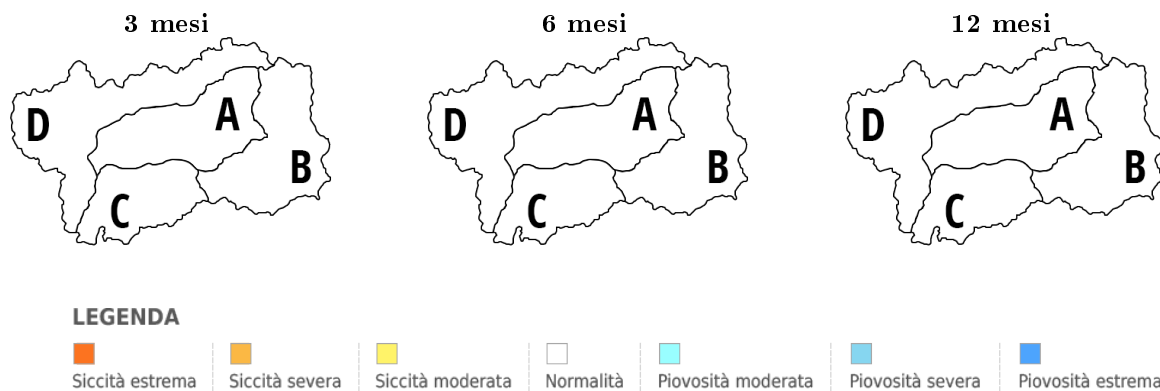 3 mesi 6 mesi 12 mesi
A A A
D D D
B B B
C C C
LEGENDA
Siccità estrema Siccità severa Siccità moderata Normalità Piovosità moderata Piovosità severa Piovosità estrema